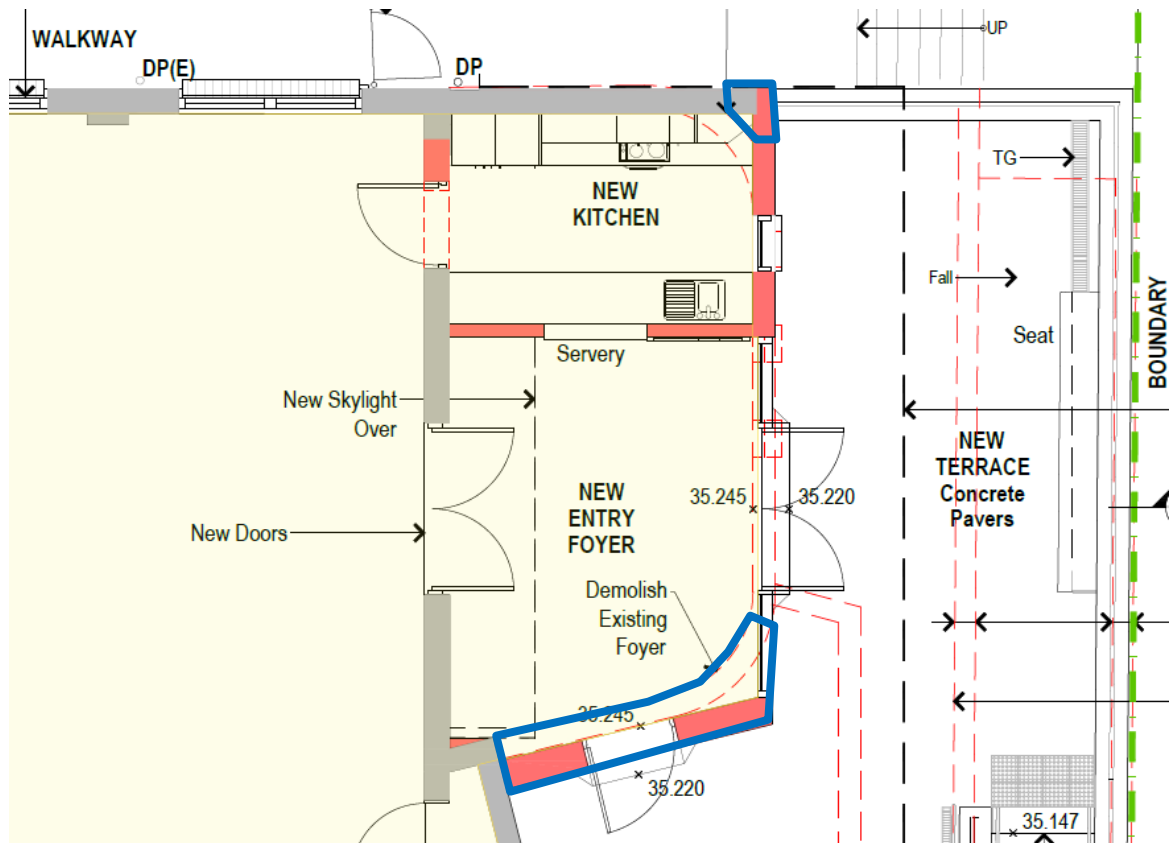 WALKWAY
DP(E)
DP
UP
NEW
KITCHEN
TG
Fall
Seat
BOUNDARY
Servery
New Skylight
Over
NEW
TERRACE
Concrete
Pavers
NEW
ENTRY
FOYER
35.245
35.220
New Doors
Demolish
Existing
Foyer
35.245
35.220
35.147